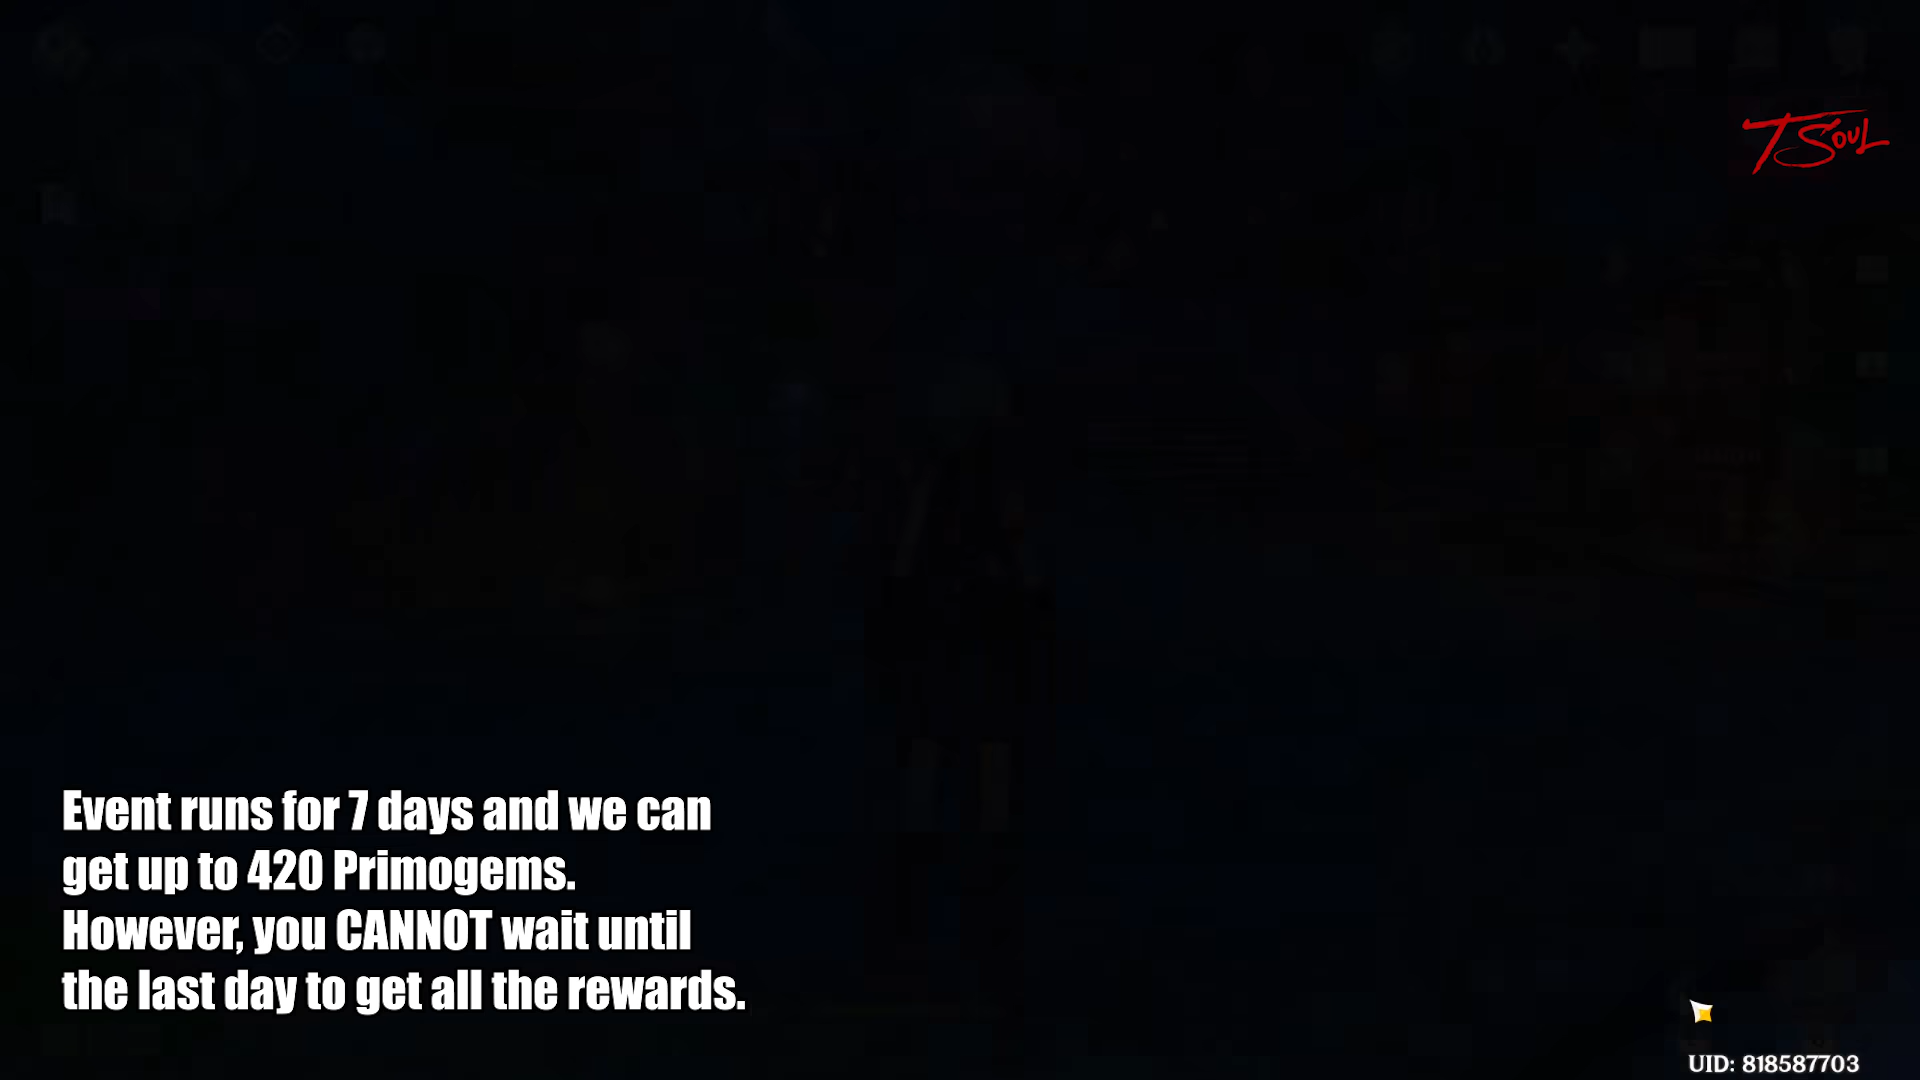 T SOUL
Event runs for 7 days and we can
get up to 420 Primogems.
However, you CANNOT wait until
the last day to get all the rewards.
UID: 818587703